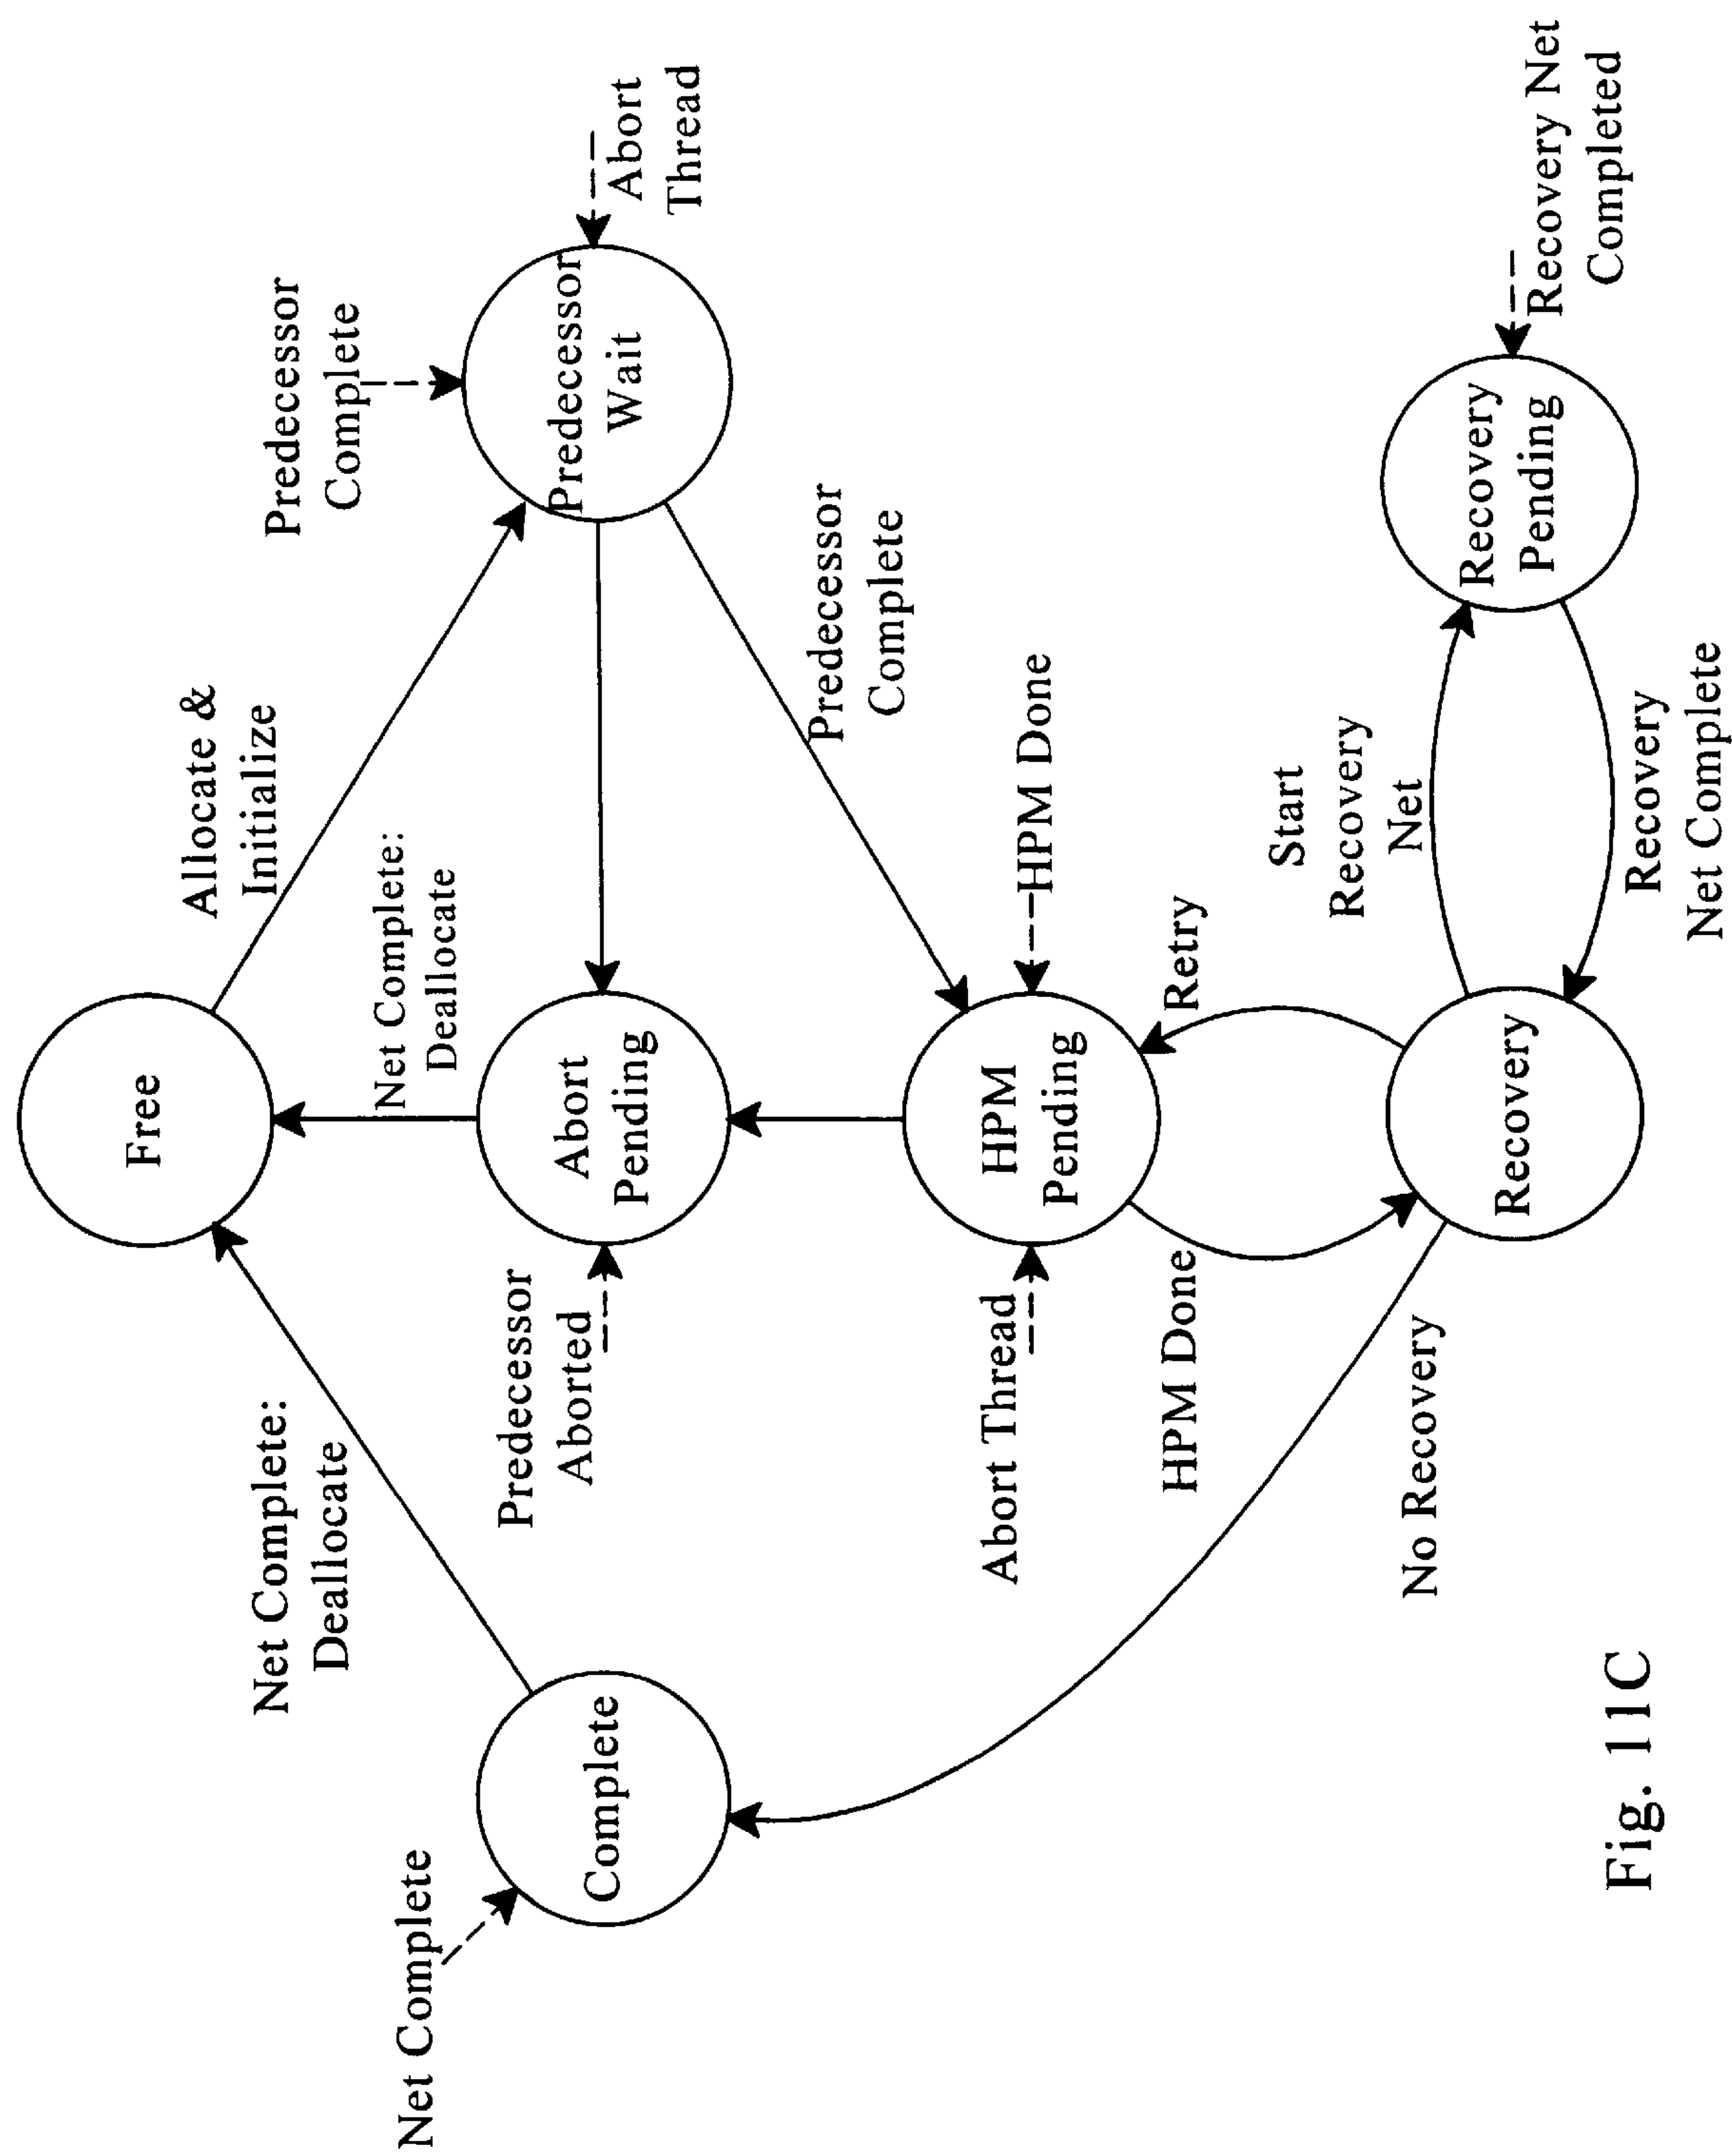 Free
Allocate &
Initialize
Predecessor
Complete
Predecessor
Wait
Abort
Thread
Net Complete:
Deallocate
Net Complete:
Deallocate
Net Complete
Complete
Predecessor
Aborted
Abort
Pending
Predecessor
Complete
Abort Thread
HPM
Pending
HPM Done
HPM Done
Retry
No Recovery
Recovery
Start
Recovery
Net
Recovery
Pending
Recovery Net
Completed
Recovery
Net Complete
Fig. 11C